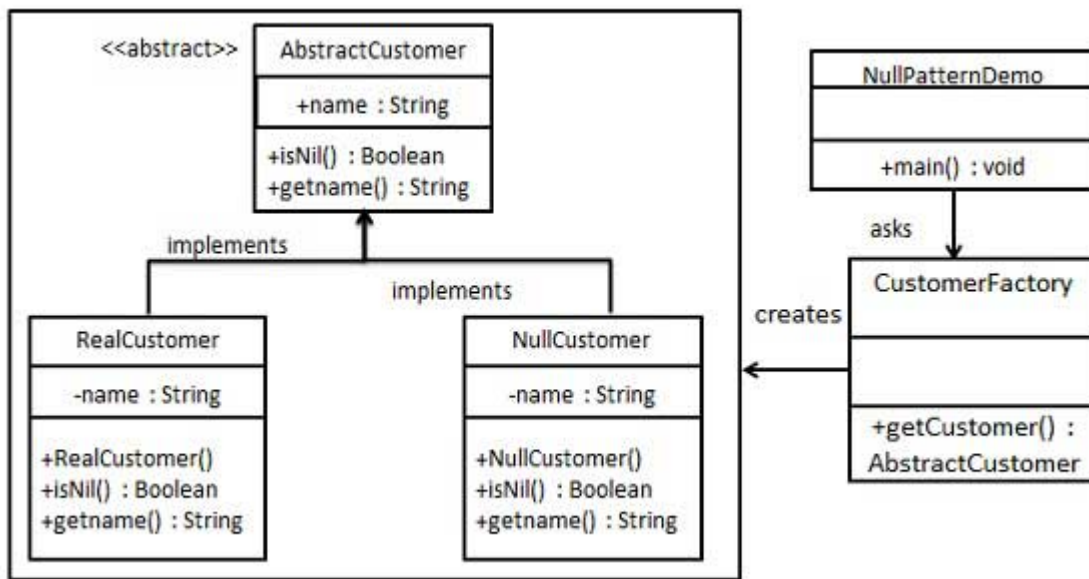 <<abstract>>
AbstractCustomer
+name : String
+isNil() : Boolean
+getname() : String
implements
implements
RealCustomer
-name : String
+RealCustomer()
+isNil() : Boolean
+getname() : String
NullCustomer
-name : String
+NullCustomer()
+isNil() : Boolean
+getname() : String
NullPatternDemo
+main() : void
asks
creates
CustomerFactory
+getCustomer() :
AbstractCustomer